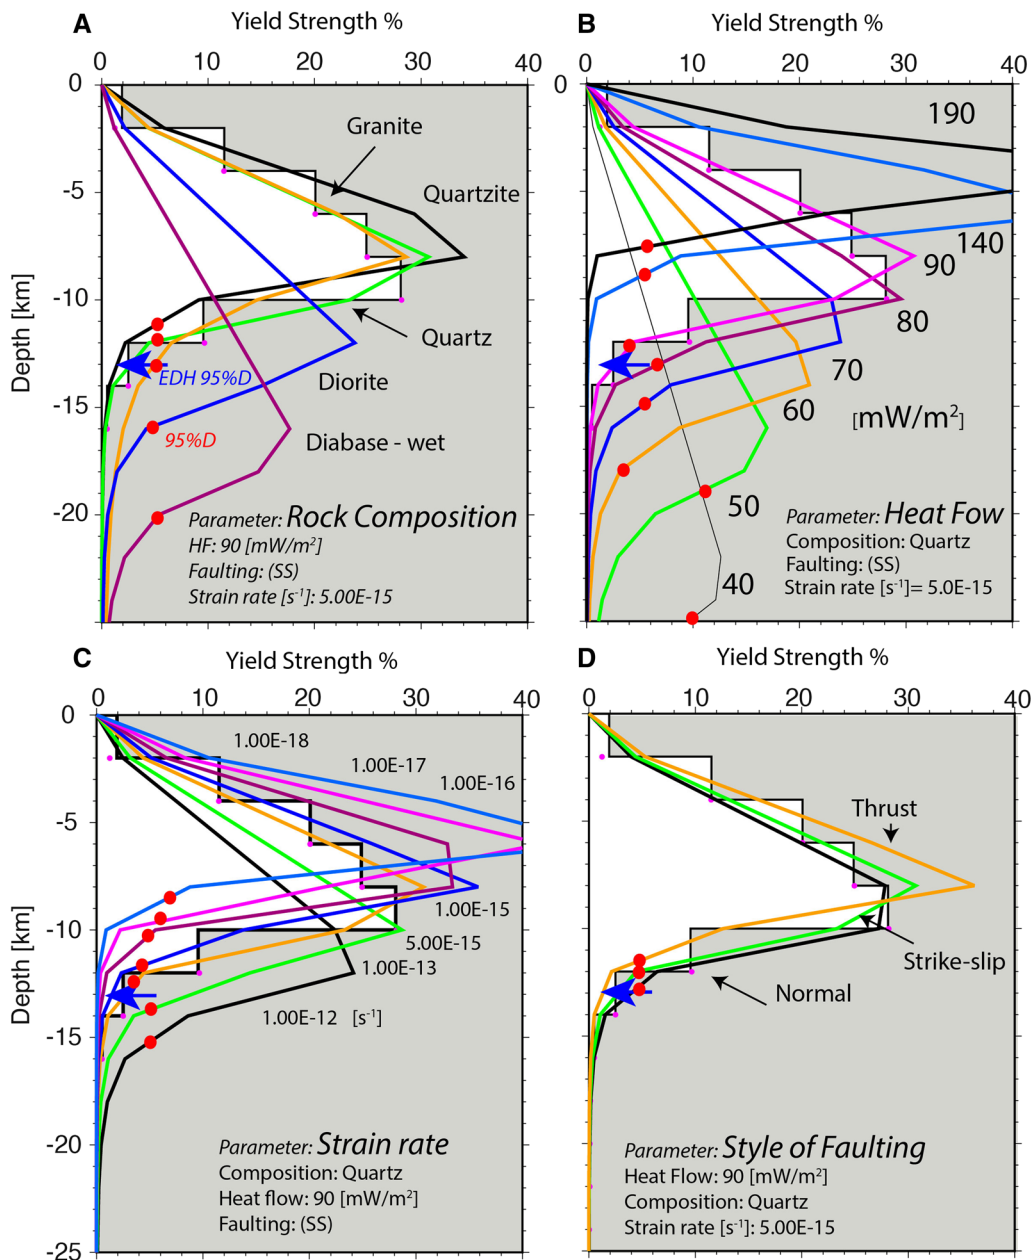 A
Yield Strength %
0 10 20 30 40
0
-5
-10
-15
-20
Depth [km]
Granite
Quartzite
Quartz
EDH 95%D
Diorite
95%D
Diabase - wet
Parameter: Rock Composition
HF: 90 [mW/m²]
Faulting: (SS)
Strain rate [s⁻¹]: 5.00E-15
B
Yield Strength %
0 10 20 30 40
0
190
140
90
80
70
60
[mW/m²]
50
40
Parameter: Heat Fow
Composition: Quartz
Faulting: (SS)
Strain rate [s⁻¹]= 5.0E-15
C
Yield Strength %
0 10 20 30 40
0
-5
-10
-15
-20
-25
Depth [km]
1.00E-18
1.00E-17
1.00E-16
1.00E-15
5.00E-15
1.00E-13
1.00E-12 [s⁻¹]
Parameter: Strain rate
Composition: Quartz
Heat flow: 90 [mW/m²]
Faulting: (SS)
D
Yield Strength %
0 10 20 30 40
Thrust
Strike-slip
Normal
Parameter: Style of Faulting
Heat Flow: 90 [mW/m²]
Composition: Quartz
Strain rate [s⁻¹]: 5.00E-15